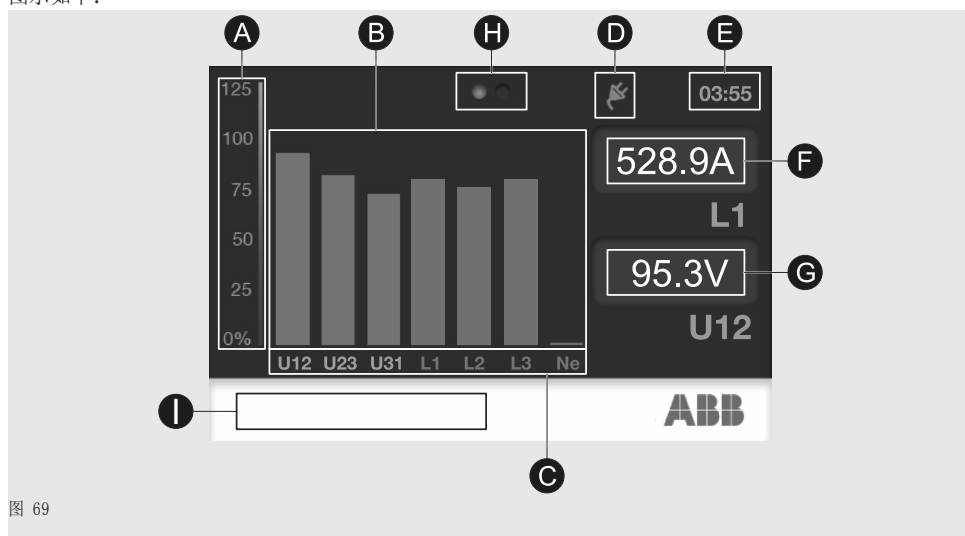 图示如下：
A B H D E
125
03:55
100
528.9A
F
75
L1
50
95.3V
G
25
U12
0%
U12 U23 U31 L1 L2 L3 Ne
I
ABB
C
图 69